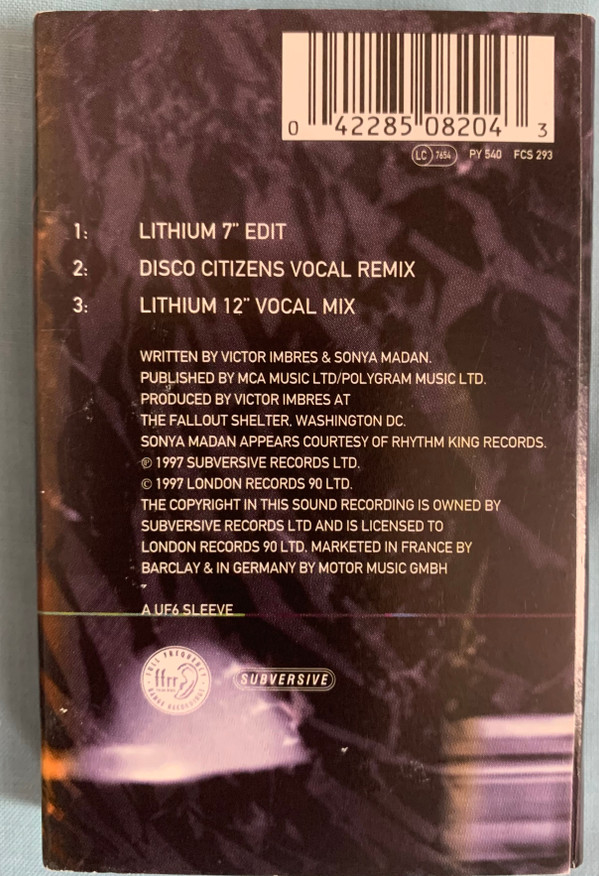 0 42285 08204 3
LC 7654 PY 540 FCS 293
1: LITHIUM 7" EDIT
2: DISCO CITIZENS VOCAL REMIX
3: LITHIUM 12" VOCAL MIX
WRITTEN BY VICTOR IMBRES & SONYA MADAN.
PUBLISHED BY MCA MUSIC LTD/POLYGRAM MUSIC LTD.
PRODUCED BY VICTOR IMBRES AT
THE FALLOUT SHELTER, WASHINGTON DC.
SONYA MADAN APPEARS COURTESY OF RHYTHM KING RECORDS.
℗ 1997 SUBVERSIVE RECORDS LTD.
© 1997 LONDON RECORDS 90 LTD.
THE COPYRIGHT IN THIS SOUND RECORDING IS OWNED BY
SUBVERSIVE RECORDS LTD AND IS LICENSED TO
LONDON RECORDS 90 LTD. MARKETED IN FRANCE BY
BARCLAY & IN GERMANY BY MOTOR MUSIC GMBH
A UF6 SLEEVE
FULL FREQUENCY
ffrr
RANGE RECORDINGS
SUBVERSIVE